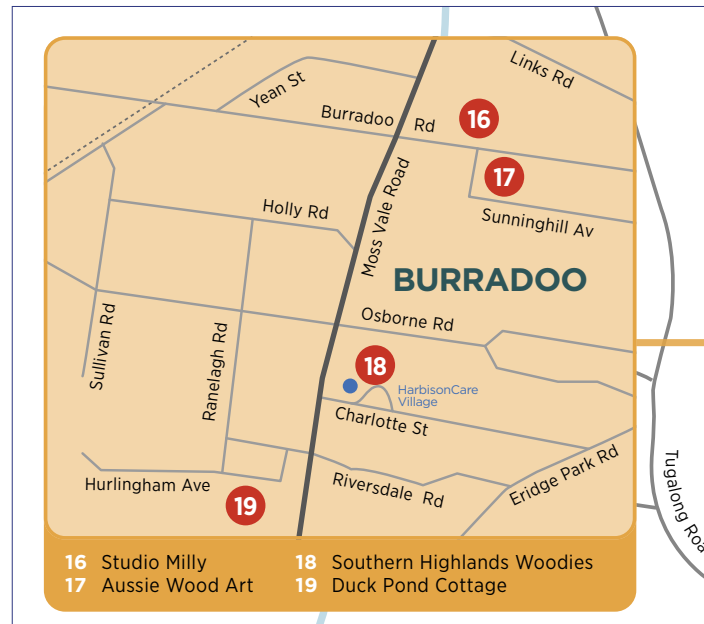 Links Rd
Yean St
Burradoo Rd
16
17
Holly Rd
Moss Vale Road
Sunninghill Av
BURRADOO
Osborne Rd
Sullivan Rd
Ranelagh Rd
18
HarbisonCare
Village
Charlotte St
Hurlingham Ave
19
Riversdale Rd
Eridge Park Rd
Tugalong Roa
16 Studio Milly
17 Aussie Wood Art
18 Southern Highlands Woodies
19 Duck Pond Cottage